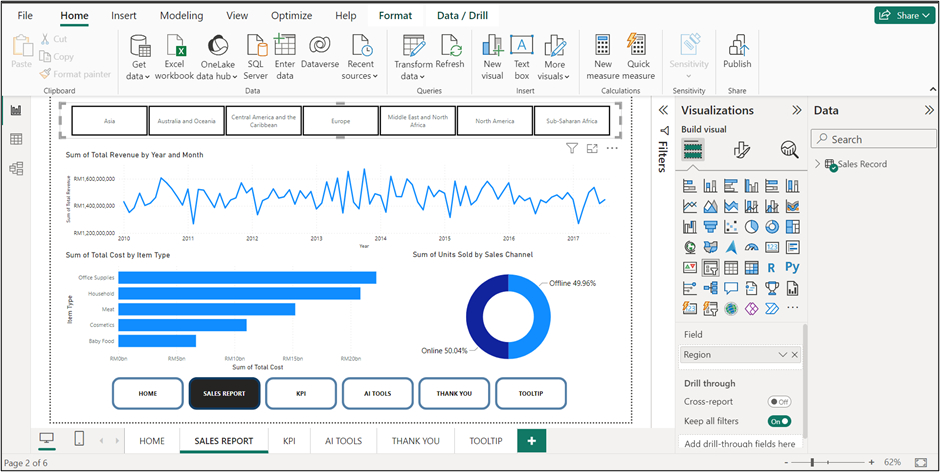 File Home Insert Modeling View Optimize Help Format Data / Drill Share
Paste
Cut
Copy
Format painter
Clipboard
Get data
Excel workbook
OneLake data hub
SQL Server
Enter data
Dataverse
Recent sources
Data
Transform data
Refresh
Queries
New visual
Text box
More visuals
Insert
New measure
Quick measure
Calculations
Sensitivity
Sensitivity
Publish
Share
Asia
Australia and Oceania
Central America and the
Caribbean
Europe
Middle East and North
Africa
North America
Sub-Saharan Africa
Sum of Total Revenue by Year and Month
Sum of Total Revenue
RM1,600,000,000
RM1,400,000,000
RM1,200,000,000
2010 2011 2012 2013 2014 2015 2016 2017
Year
Sum of Total Cost by Item Type
Item Type
Office Supplies
Household
Meat
Cosmetics
Baby Food
RM0bn RM5bn RM10bn RM15bn RM20bn
Sum of Total Cost
Sum of Units Sold by Sales Channel
Offline 49.96%
Online 50.04%
HOME SALES REPORT KPI AI TOOLS THANK YOU TOOLTIP
Filters
Visualizations
Build visual
R Py
123
Field
Region
Drill through
Cross-report Off
Keep all filters On
Add drill-through fields here
Data
Search
Sales Record
HOME SALES REPORT KPI AI TOOLS THANK YOU TOOLTIP +
Page 2 of 6
- + 62%